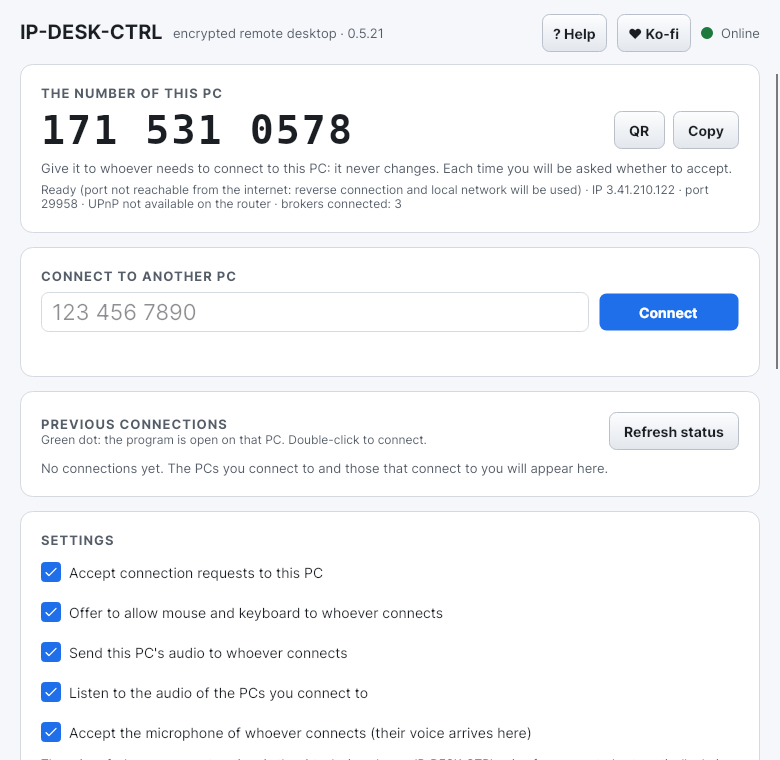 IP-DESK-CTRL encrypted remote desktop · 0.5.21 ? Help ♥ Ko-fi Online
THE NUMBER OF THIS PC
171 531 0578 QR Copy
Give it to whoever needs to connect to this PC: it never changes. Each time you will be asked whether to accept.
Ready (port not reachable from the internet: reverse connection and local network will be used) · IP 3.41.210.122 · port
29958 · UPnP not available on the router · brokers connected: 3
CONNECT TO ANOTHER PC
123 456 7890 Connect
PREVIOUS CONNECTIONS
Green dot: the program is open on that PC. Double-click to connect.
Refresh status
No connections yet. The PCs you connect to and those that connect to you will appear here.
SETTINGS
Accept connection requests to this PC
Offer to allow mouse and keyboard to whoever connects
Send this PC's audio to whoever connects
Listen to the audio of the PCs you connect to
Accept the microphone of whoever connects (their voice arrives here)